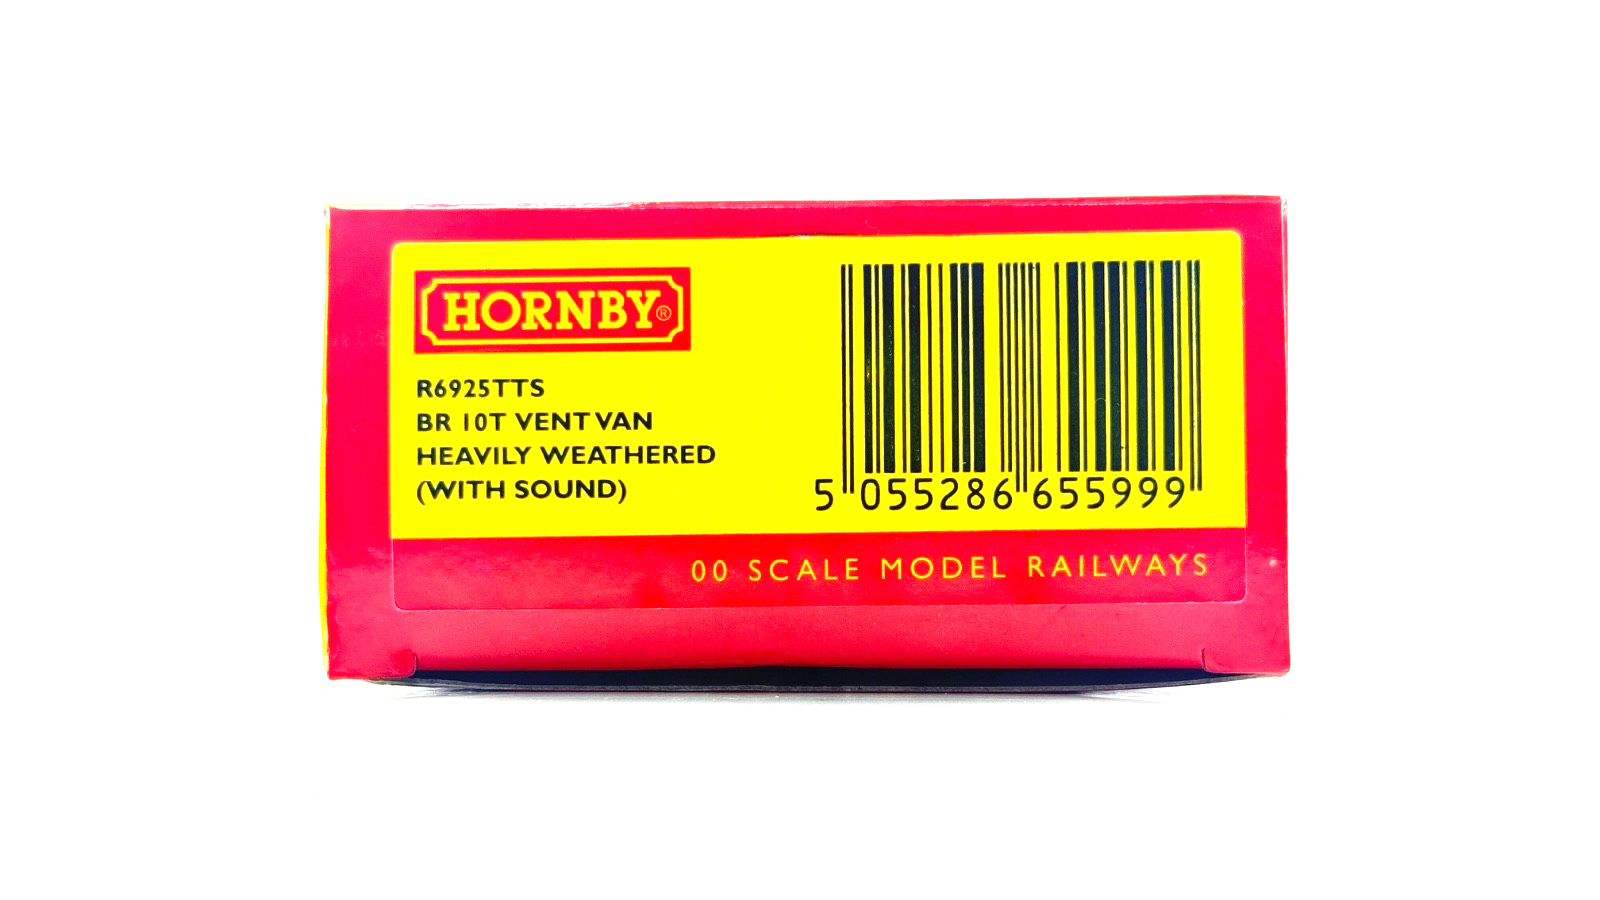 HORNBY®
R6925TTS
BR 10T VENT VAN
HEAVILY WEATHERED
(WITH SOUND)
5 055286 655999
00 SCALE MODEL RAILWAYS